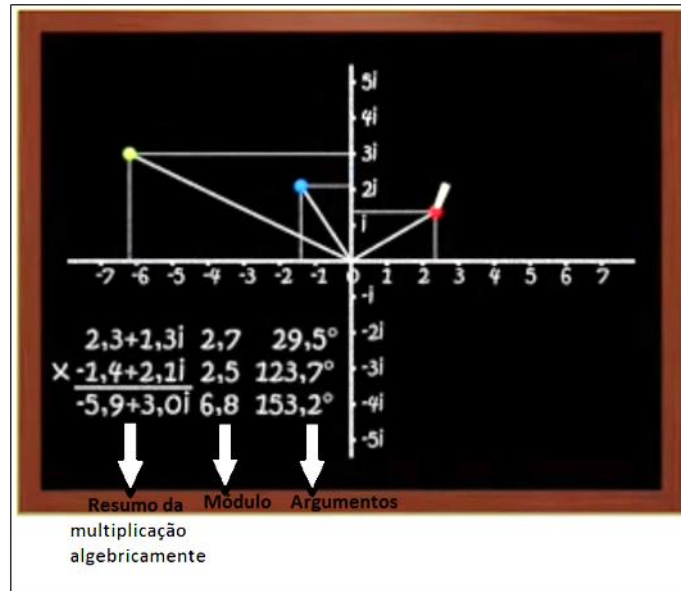 5i
4i
3i
2i
i
-7 -6 -5 -4 -3 -2 -1 0 1 2 3 4 5 6 7
-i
-2i
-3i
-4i
-5i
2,3+1,3i 2,7 29,5°
×-1,4+2,1i 2,5 123,7°
-5,9+3,0i 6,8 153,2°
Resumo da multiplicação algebricamente
Módulo
Argumentos